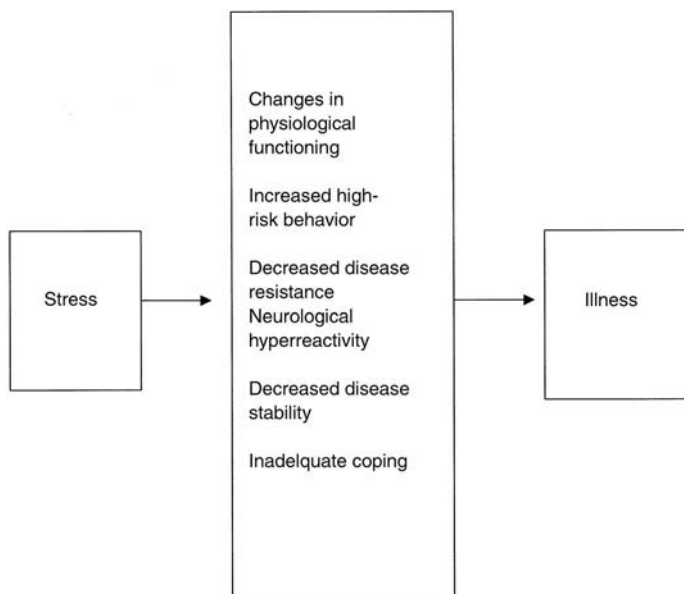 Stress
Changes in
physiological
functioning
Increased high-
risk behavior
Decreased disease
resistance
Neurological
hyperreactivity
Decreased disease
stability
Inadelquate coping
Illness